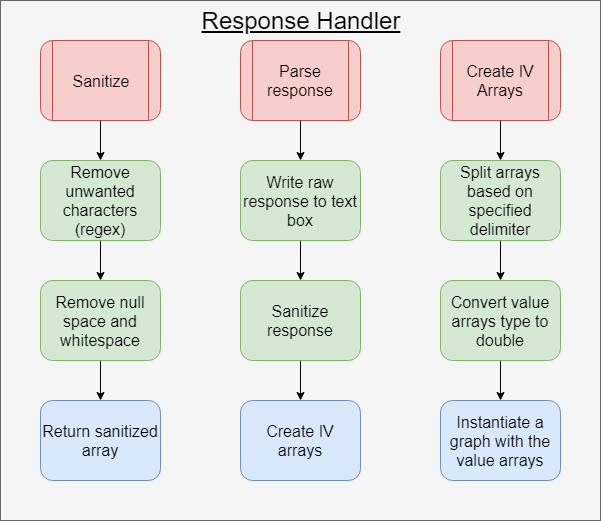 Response Handler
Sanitize
Remove
unwanted
characters
(regex)
Remove null
space and
whitespace
Return sanitized
array
Parse
response
Write raw
response to text
box
Sanitize
response
Create IV
arrays
Create IV
Arrays
Split arrays
based on
specified
delimiter
Convert value
arrays type to
double
Instantiate a
graph with the
value arrays